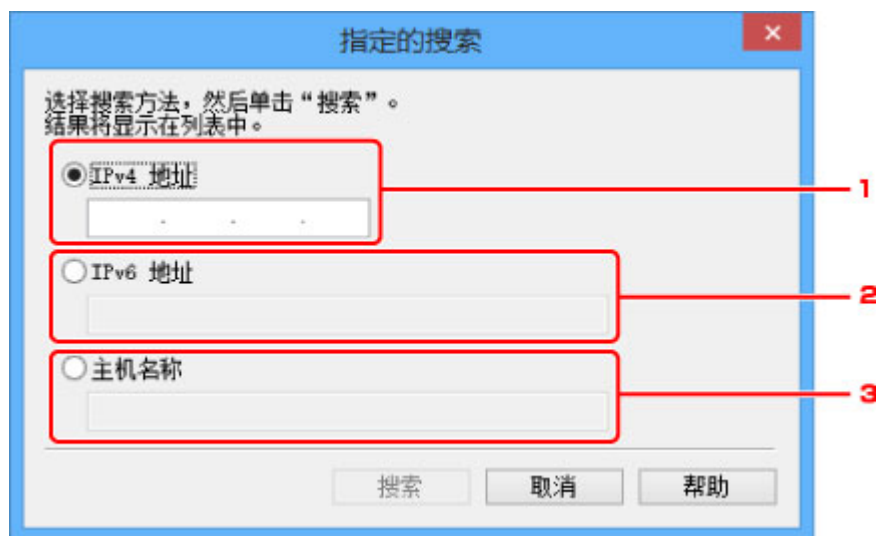 指定的搜索
选择搜索方法，然后单击“搜索”。
结果将显示在列表中。
IPv4 地址
1
IPv6 地址
2
主机名称
3
搜索 取消 帮助